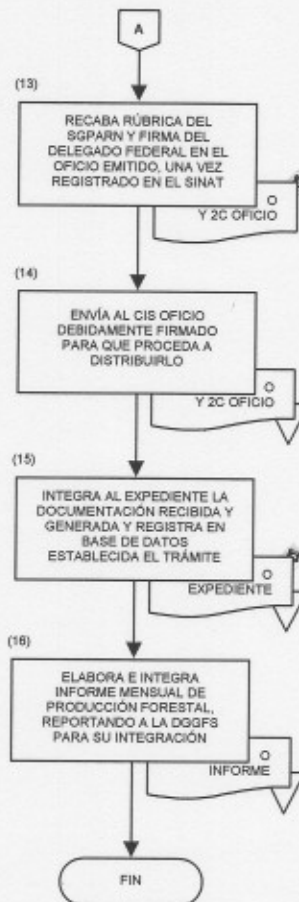 A
(13)
RECABA RÚBRICA DEL
SGPARN Y FIRMA DEL
DELEGADO FEDERAL EN EL
OFICIO EMITIDO, UNA VEZ
REGISTRADO EN EL SINAT
O
Y 2C OFICIO
(14)
ENVÍA AL CIS OFICIO
DEBIDAMENTE FIRMADO
PARA QUE PROCEDA A
DISTRIBUIRLO
O
Y 2C OFICIO
(15)
INTEGRA AL EXPEDIENTE LA
DOCUMENTACIÓN RECIBIDA Y
GENERADA Y REGISTRA EN
BASE DE DATOS
ESTABLECIDA EL TRÁMITE
O
EXPEDIENTE
(16)
ELABORA E INTEGRA
INFORME MENSUAL DE
PRODUCCIÓN FORESTAL,
REPORTANDO A LA DGGFS
PARA SU INTEGRACIÓN
O
INFORME
FIN